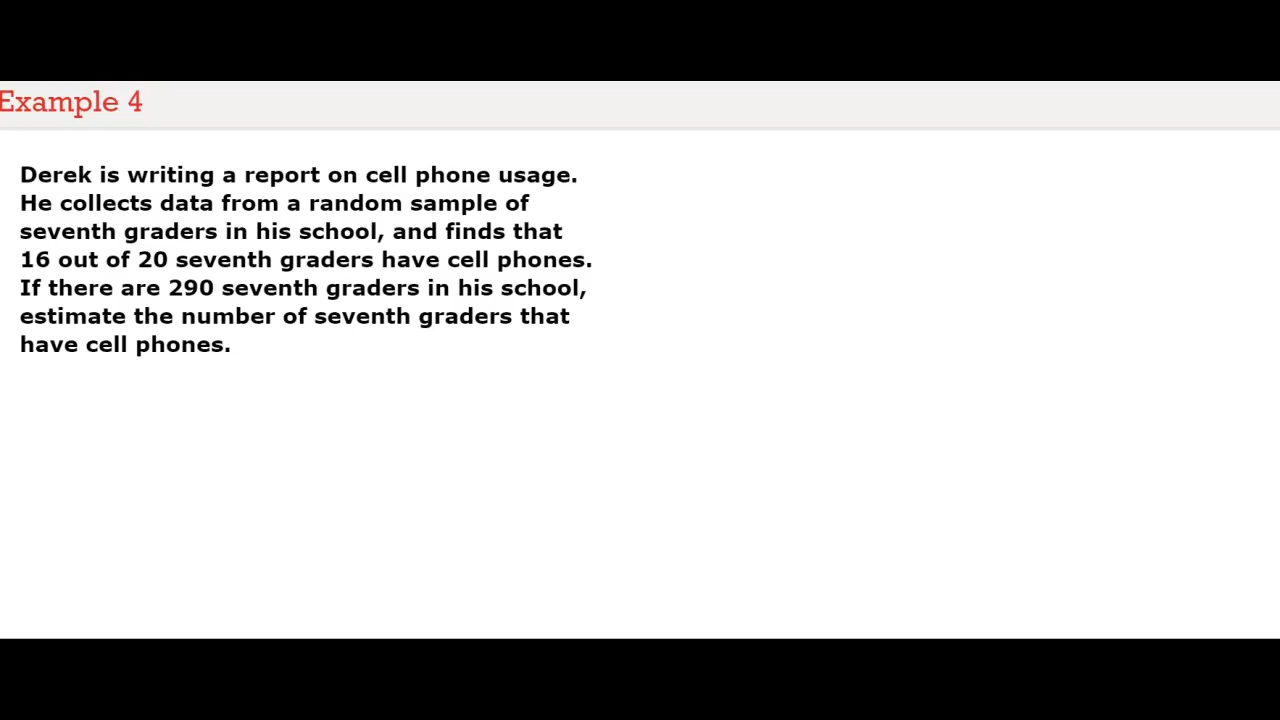 Example 4
Derek is writing a report on cell phone usage.
He collects data from a random sample of
seventh graders in his school, and finds that
16 out of 20 seventh graders have cell phones.
If there are 290 seventh graders in his school,
estimate the number of seventh graders that
have cell phones.